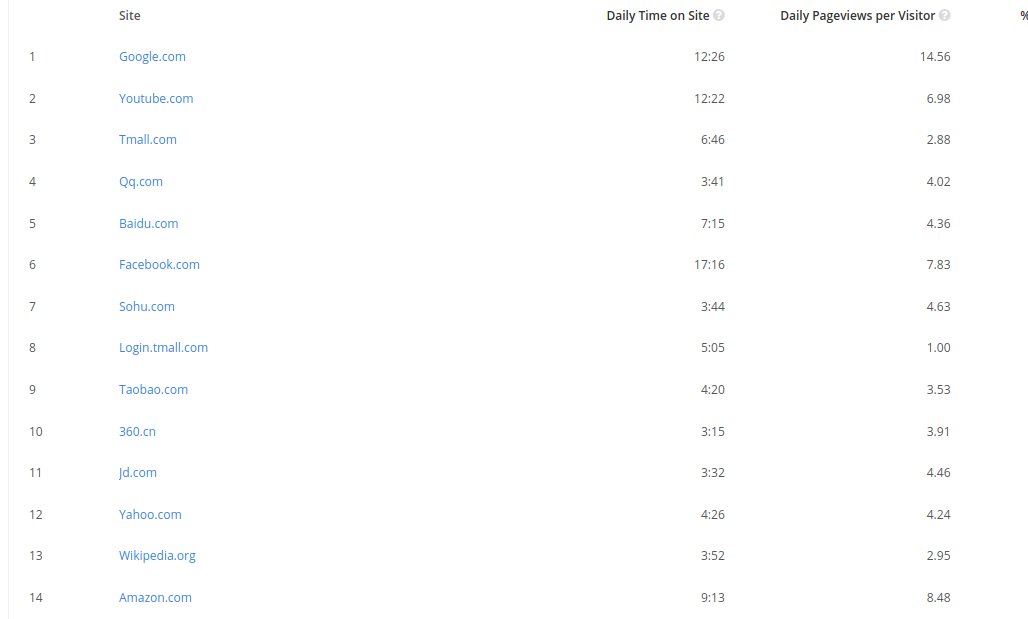 Site Daily Time on Site ? Daily Pageviews per Visitor ? %
1 Google.com 12:26 14.56
2 Youtube.com 12:22 6.98
3 Tmall.com 6:46 2.88
4 Qq.com 3:41 4.02
5 Baidu.com 7:15 4.36
6 Facebook.com 17:16 7.83
7 Sohu.com 3:44 4.63
8 Login.tmall.com 5:05 1.00
9 Taobao.com 4:20 3.53
10 360.cn 3:15 3.91
11 Jd.com 3:32 4.46
12 Yahoo.com 4:26 4.24
13 Wikipedia.org 3:52 2.95
14 Amazon.com 9:13 8.48